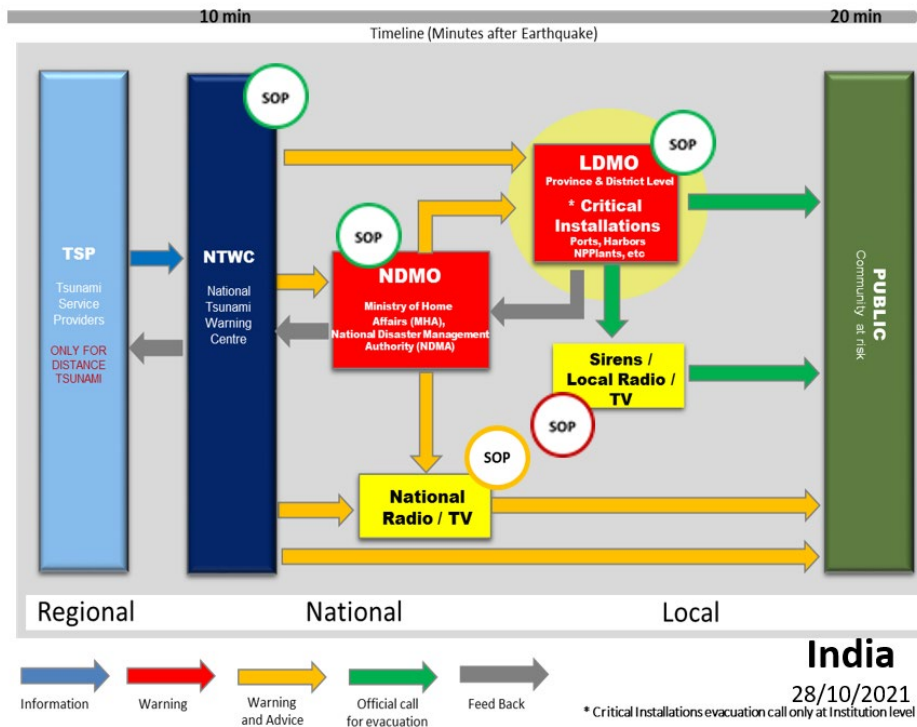 10 min
20 min
Timeline (Minutes after Earthquake)
SOP
SOP
LDMO
Province & District Level
* Critical
Installations
Ports, Harbors
NPPlants, etc
SOP
TSP
Tsunami
Service
Providers
ONLY FOR
DISTANCE
TSUNAMI
NTWC
National
Tsunami
Warning
Centre
NDMO
Ministry of Home
Affairs (MHA),
National Disaster Management
Authority (NDMA)
PUBLIC
Community at risk
Sirens /
Local Radio /
TV
SOP
SOP
National
Radio / TV
Regional
National
Local
India
28/10/2021
Information
Warning
Warning
and Advice
Official call
for evacuation
Feed Back
* Critical Installations evacuation call only at Institution level